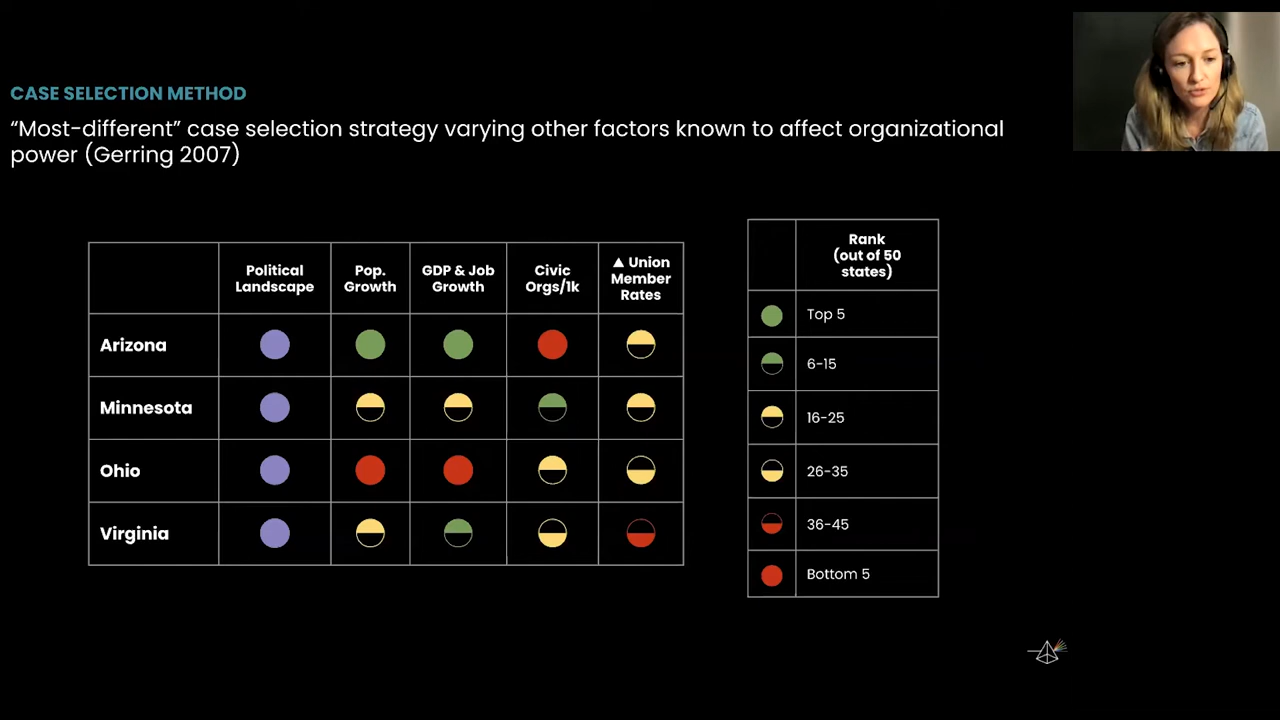 CASE SELECTION METHOD
“Most-different” case selection strategy varying other factors known to affect organizational
power (Gerring 2007)
Political
Landscape
Pop.
Growth
GDP & Job
Growth
Civic
Orgs/1k
▲ Union
Member
Rates
Arizona
Minnesota
Ohio
Virginia
Rank
(out of 50
states)
Top 5
6-15
16-25
26-35
36-45
Bottom 5